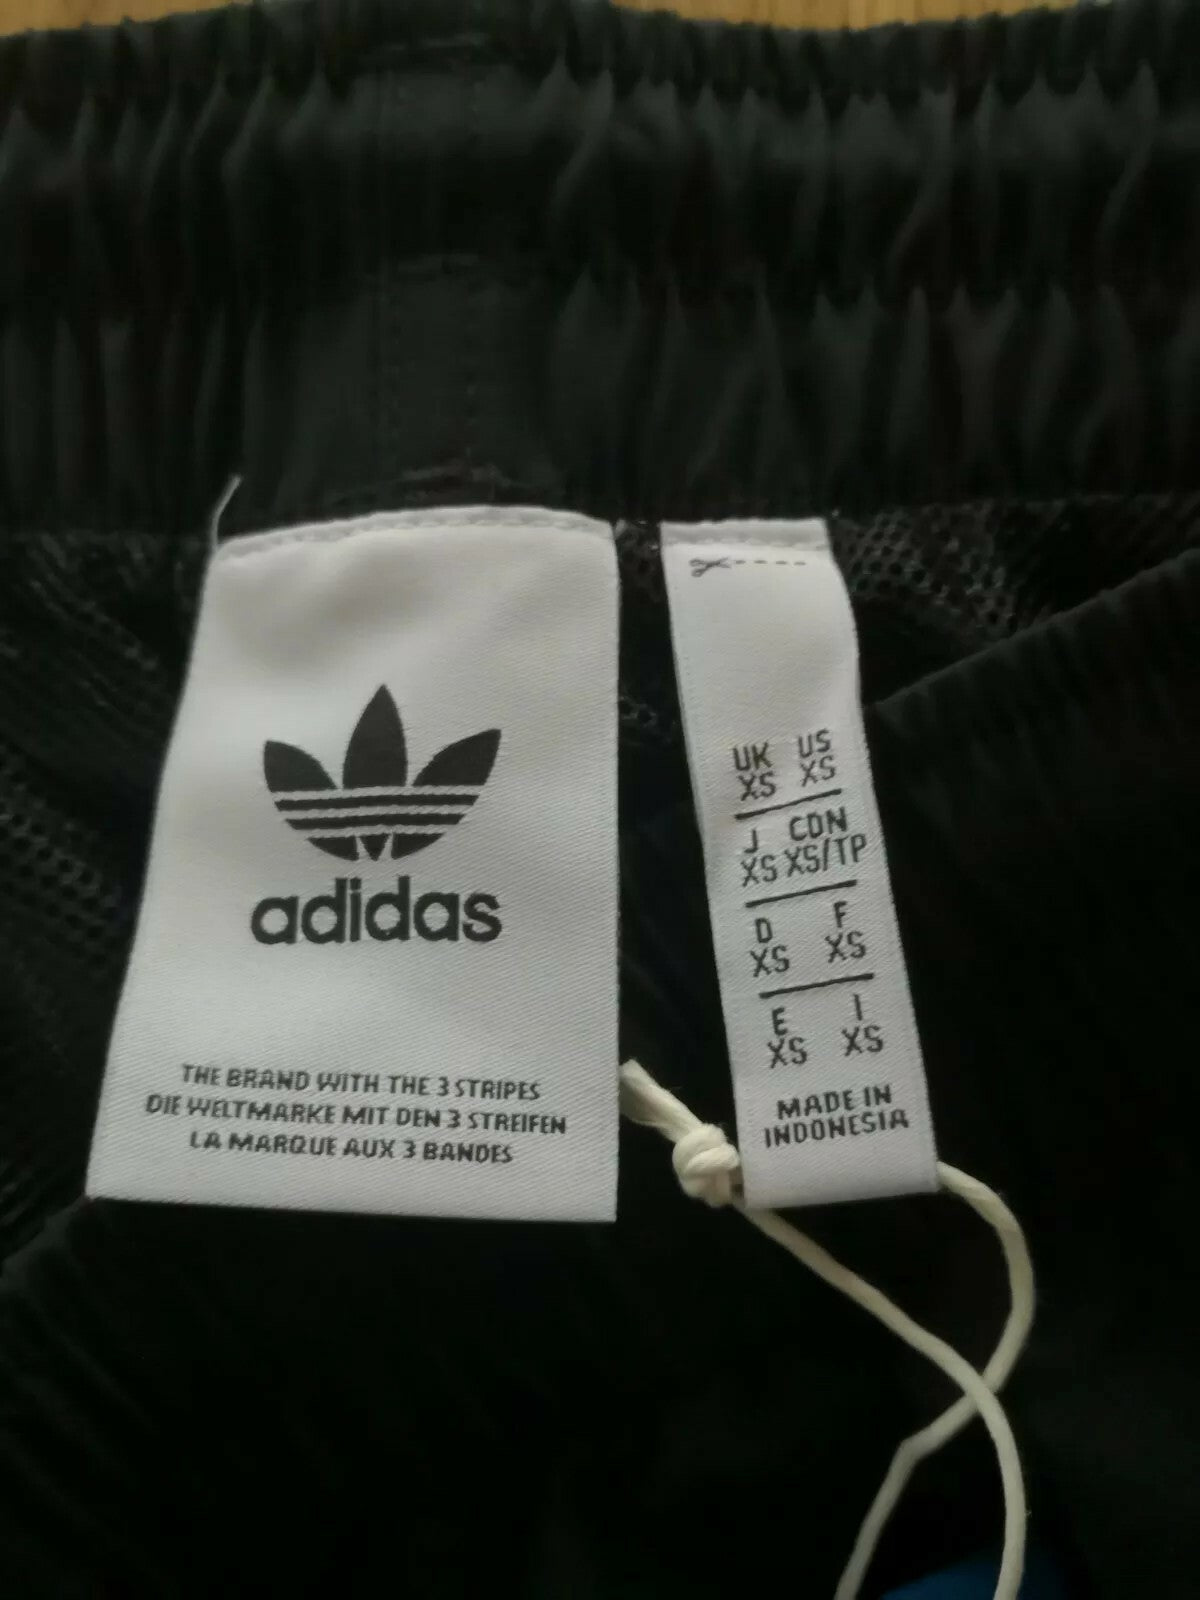 adidas
THE BRAND WITH THE 3 STRIPES
DIE WELTMARKE MIT DEN 3 STREIFEN
LA MARQUE AUX 3 BANDES
UK US
XS XS
J CDN
XS XS/TP
D F
XS XS
E I
XS XS
MADE IN
INDONESIA